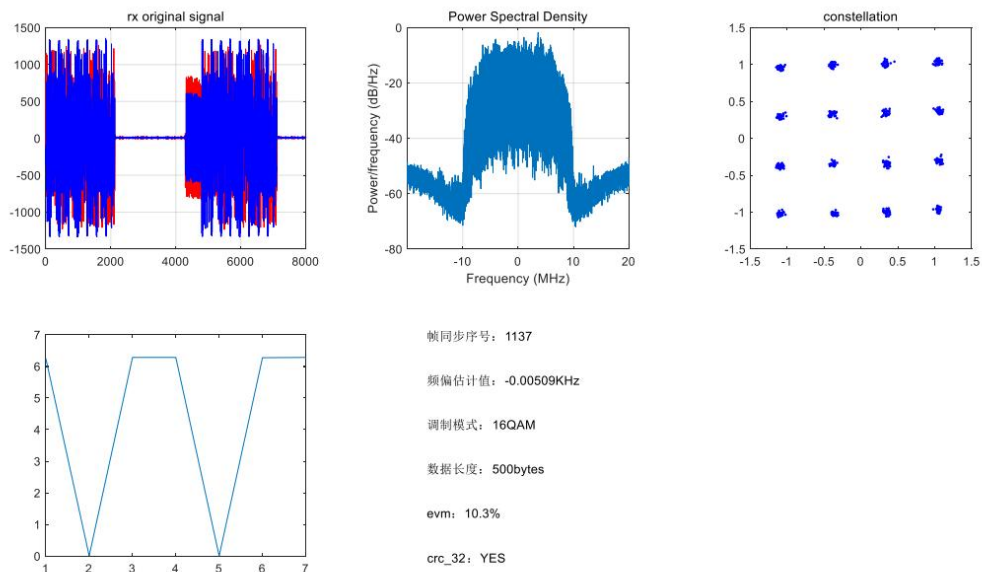 rx original signal
1500
1000
500
0
-500
-1000
-1500
0 2000 4000 6000 8000
Power Spectral Density
Power/frequency (dB/Hz)
0
-20
-40
-60
-80
-10 0 10 20
Frequency (MHz)
constellation
1.5
1
0.5
0
-0.5
-1
-1.5
-1.5 -1 -0.5 0 0.5 1 1.5
7
6
5
4
3
2
1
0
1 2 3 4 5 6 7
帧同步序号：1137
频偏估计值：-0.00509KHz
调制模式：16QAM
数据长度：500bytes
evm：10.3%
crc_32：YES